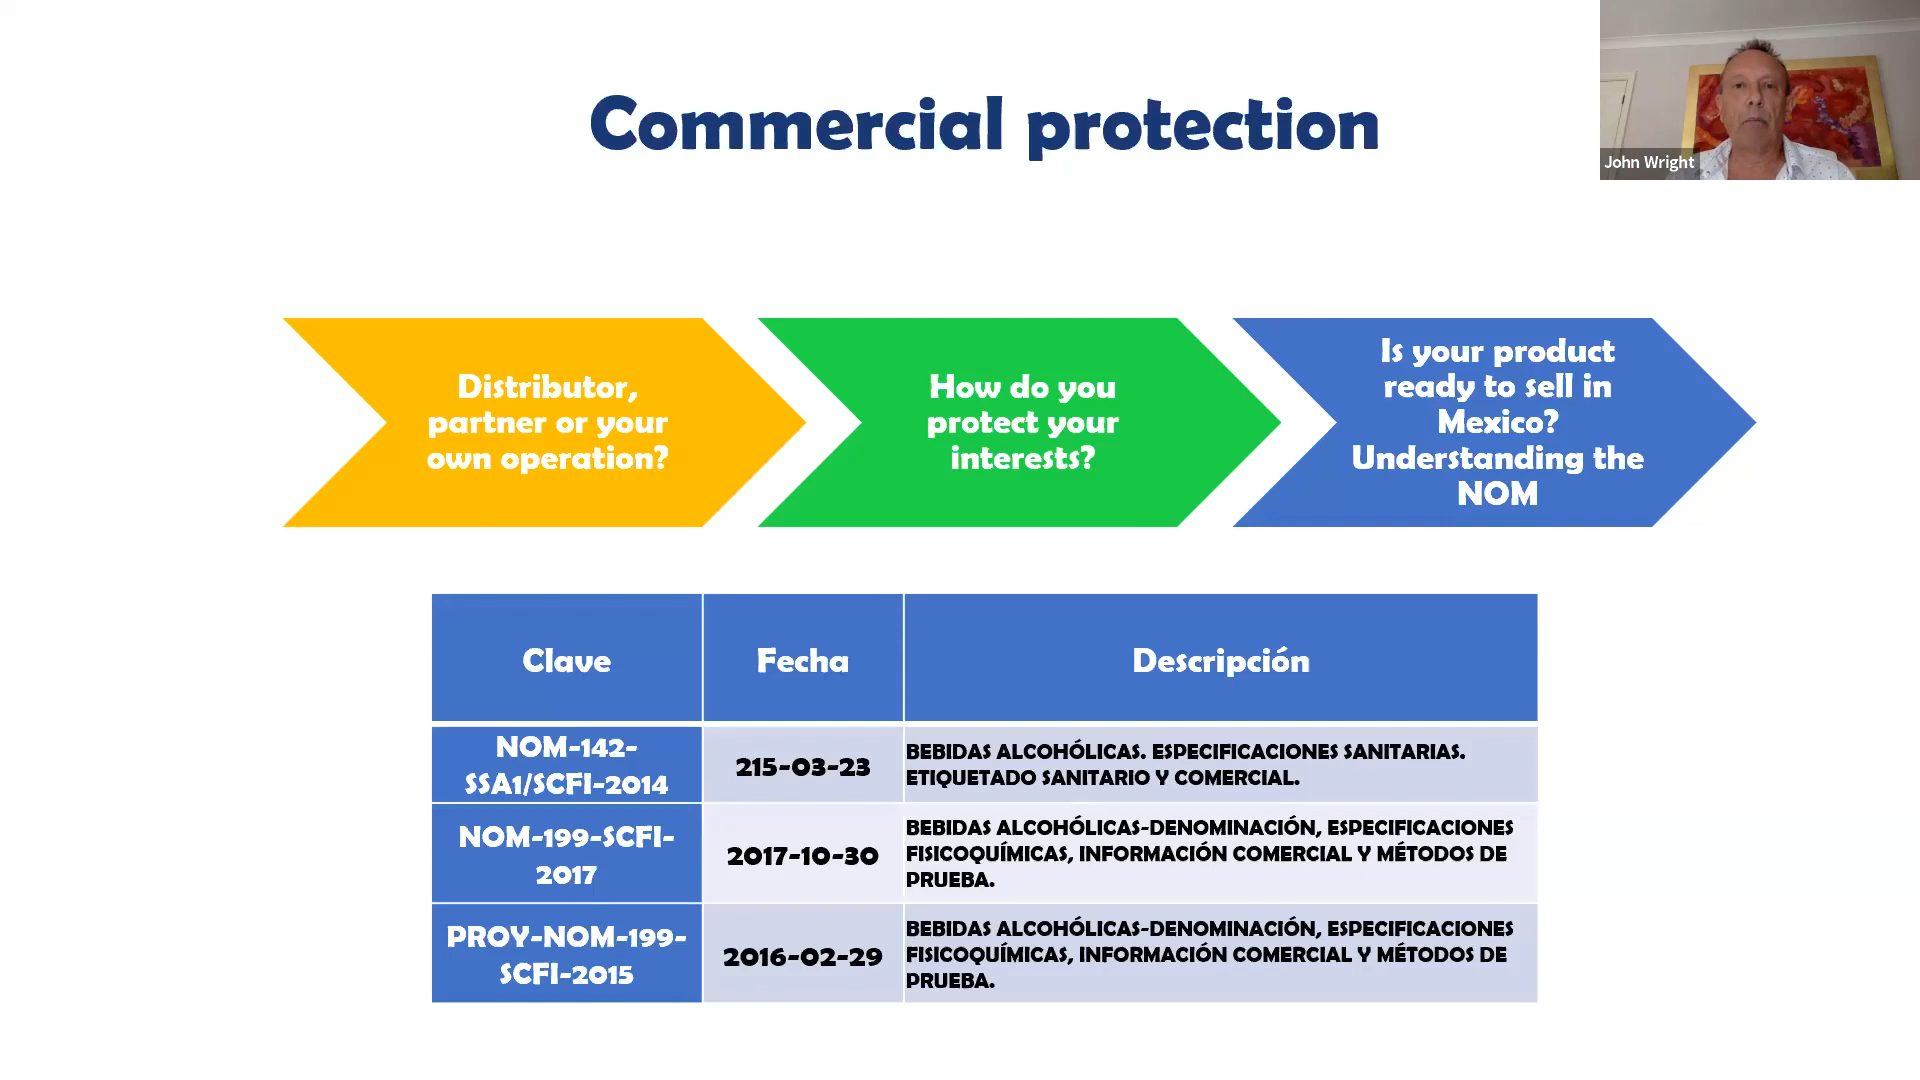 Commercial protection
John Wright
Distributor,
partner or your
own operation?
How do you
protect your
interests?
Is your product
ready to sell in
Mexico?
Understanding the
NOM
Clave
Fecha
Descripción
NOM-142-
SSA1/SCFI-2014
215-03-23
BEBIDAS ALCOHÓLICAS. ESPECIFICACIONES SANITARIAS.
ETIQUETADO SANITARIO Y COMERCIAL.
NOM-199-SCFI-
2017
2017-10-30
BEBIDAS ALCOHÓLICAS-DENOMINACIÓN, ESPECIFICACIONES
FISICOQUÍMICAS, INFORMACIÓN COMERCIAL Y MÉTODOS DE
PRUEBA.
PROY-NOM-199-
SCFI-2015
2016-02-29
BEBIDAS ALCOHÓLICAS-DENOMINACIÓN, ESPECIFICACIONES
FISICOQUÍMICAS, INFORMACIÓN COMERCIAL Y MÉTODOS DE
PRUEBA.